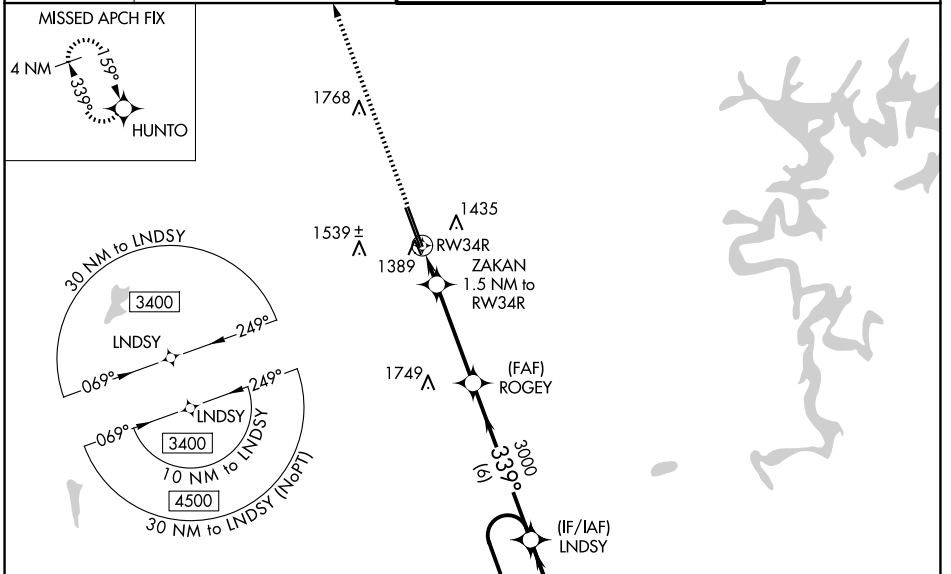 MISSED APCH FIX
4 NM
159°
339°
HUNTO
1768
1435
1539 ±
RW34R
1389
ZAKAN
1.5 NM to
RW34R
30 NM to LNDSY
3400
LNDSY
249°
069°
1749
(FAF)
ROGEY
249°
LNDSY
069°
3400
10 NM to LNDSY
4500
30 NM to LNDSY (NoPT)
3000
339°
(6)
(IF/IAF)
LNDSY